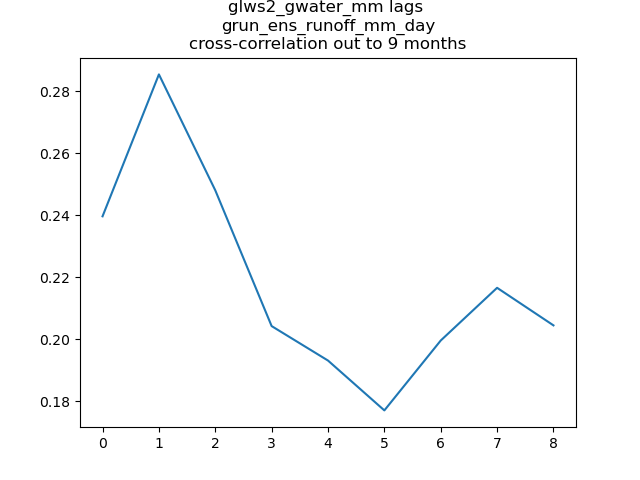 glws2_gwater_mm lags
grun_ens_runoff_mm_day
cross-correlation out to 9 months
0.28
0.26
0.24
0.22
0.20
0.18
0 1 2 3 4 5 6 7 8